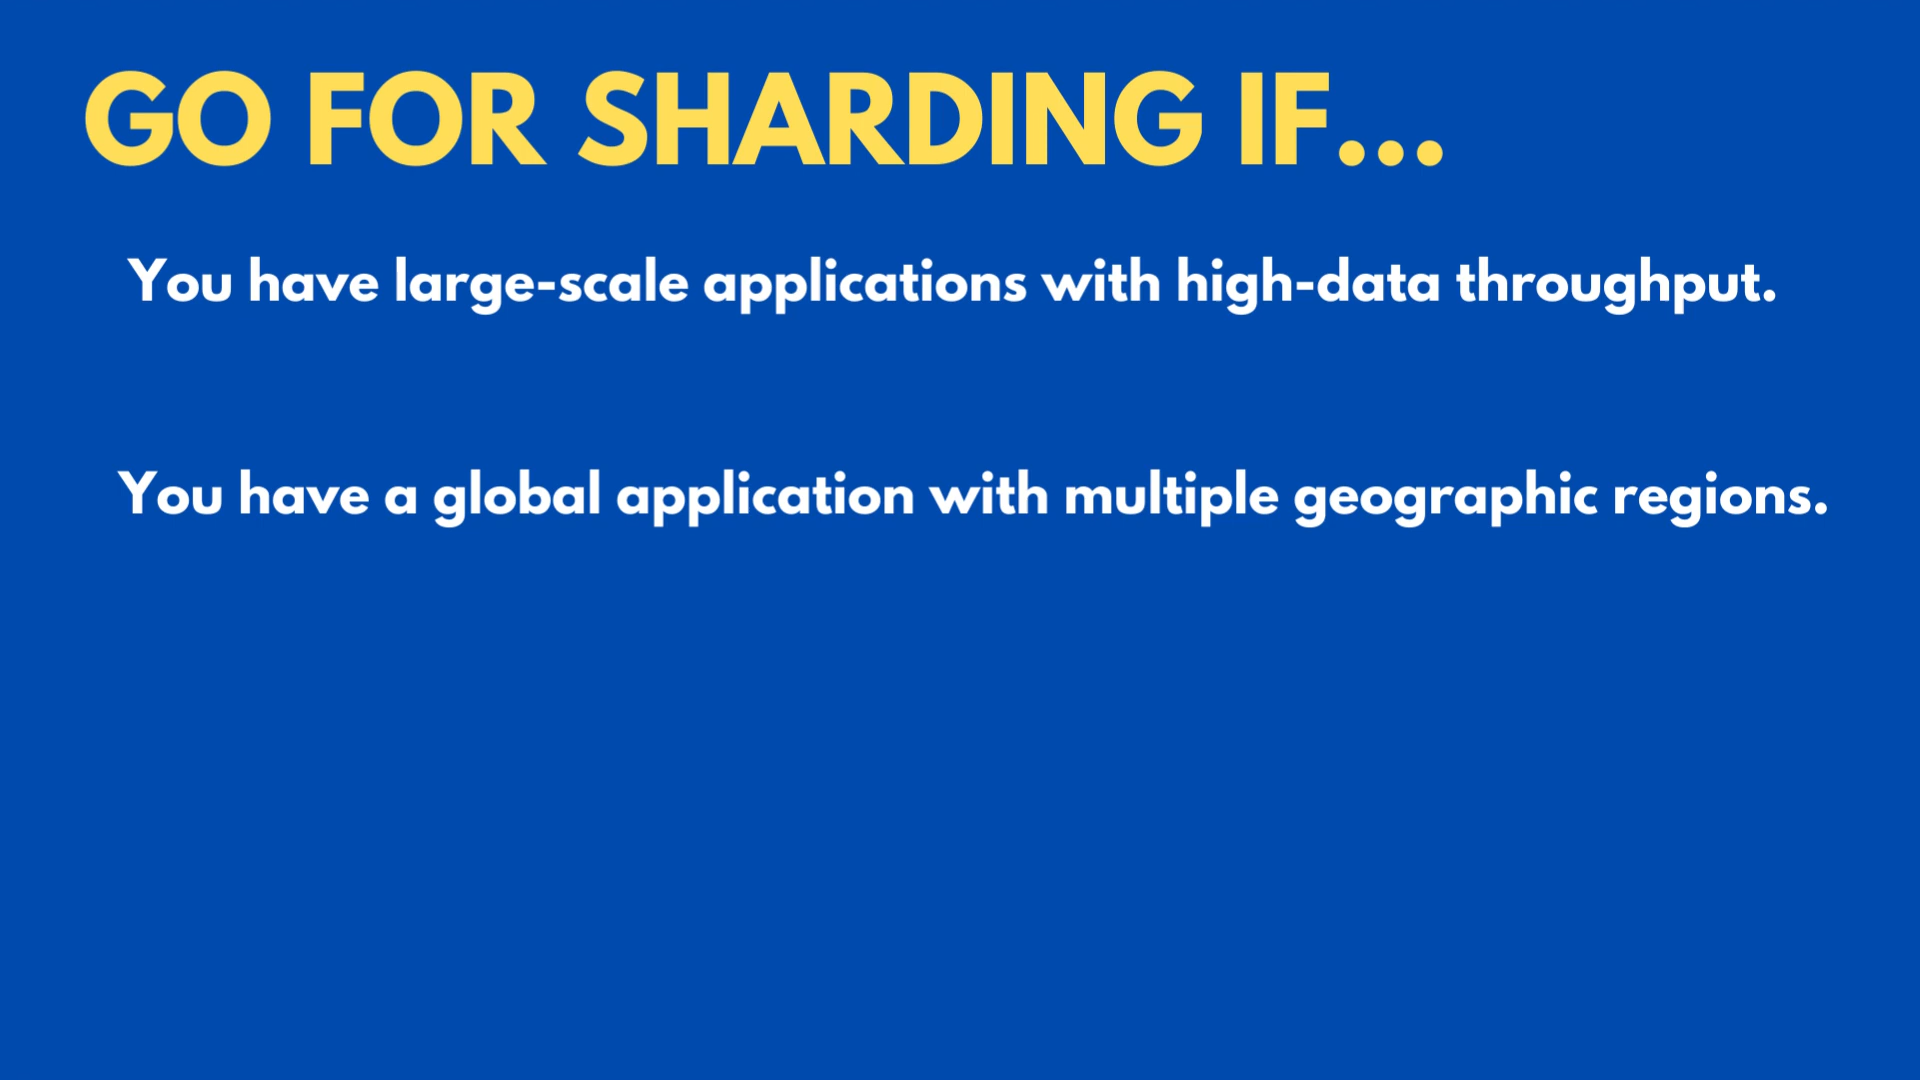 GO FOR SHARDING IF...
You have large-scale applications with high-data throughput.
You have a global application with multiple geographic regions.